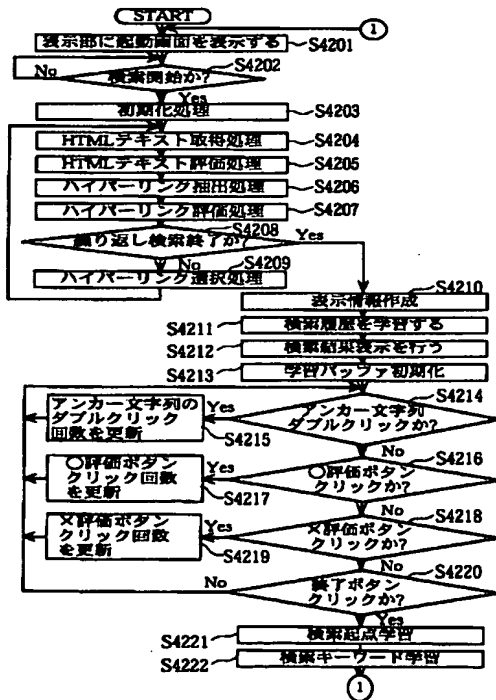 START
1
表示部に起動画面を表示する
S4201
S4202
No
検索開始か?
Yes
初期化処理
S4203
HTMLテキスト取得処理
S4204
HTMLテキスト評価処理
S4205
ハイパーリンク抽出処理
S4206
ハイパーリンク評価処理
S4207
S4208
繰り返し検索終了か?
Yes
No
S4209
ハイパーリンク選択処理
S4210
表示情報作成
S4211
検索履歴を学習する
S4212
検索結果表示を行う
S4213
学習バッファ初期化
S4214
アンカー文字列
ダブルクリックか?
Yes
アンカー文字列の
ダブルクリック
回数を更新
S4215
No
S4216
〇評価ボタン
クリックか?
Yes
〇評価ボタン
クリック回数
を更新
S4217
No
S4218
×評価ボタン
クリックか?
Yes
×評価ボタン
クリック回数
を更新
S4219
No
S4220
終了ボタン
クリックか?
No
Yes
S4221
検索起点学習
S4222
検索キーワード学習
1